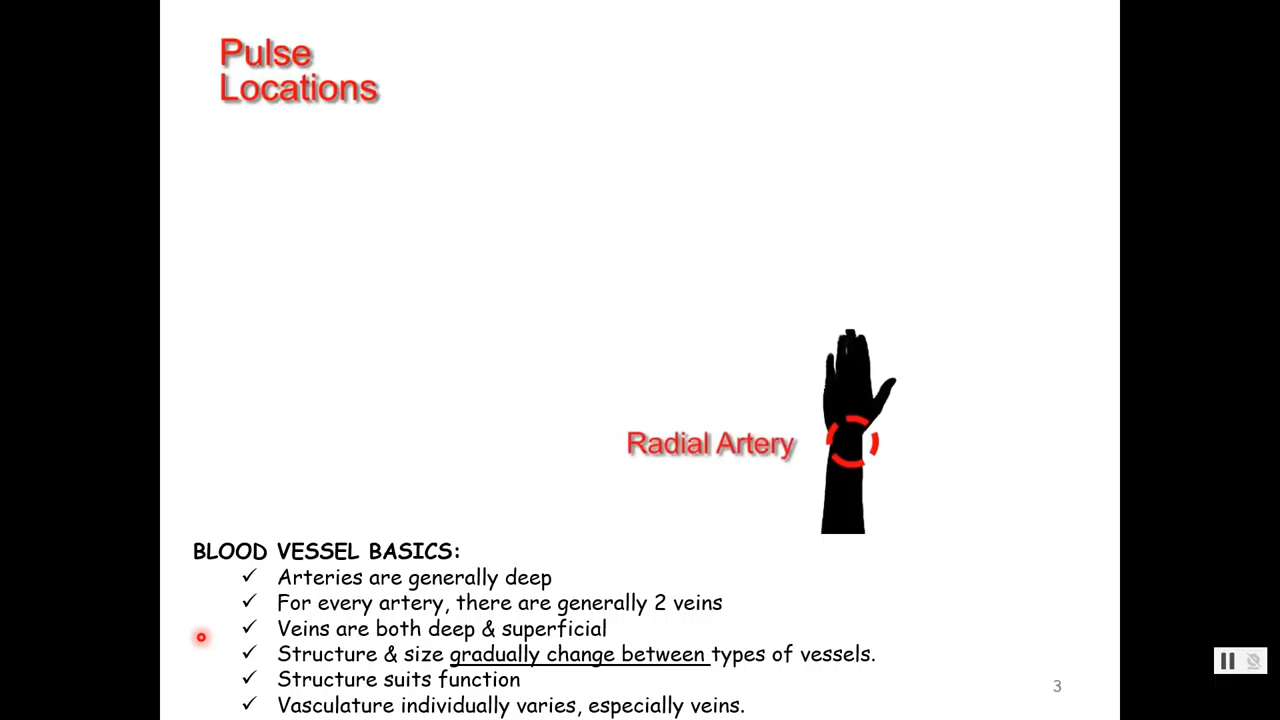 Pulse
Locations
Radial Artery
BLOOD VESSEL BASICS:
✓ Arteries are generally deep
✓ For every artery, there are generally 2 veins
✓ Veins are both deep & superficial
✓ Structure & size gradually change between types of vessels.
✓ Structure suits function
✓ Vasculature individually varies, especially veins.
3